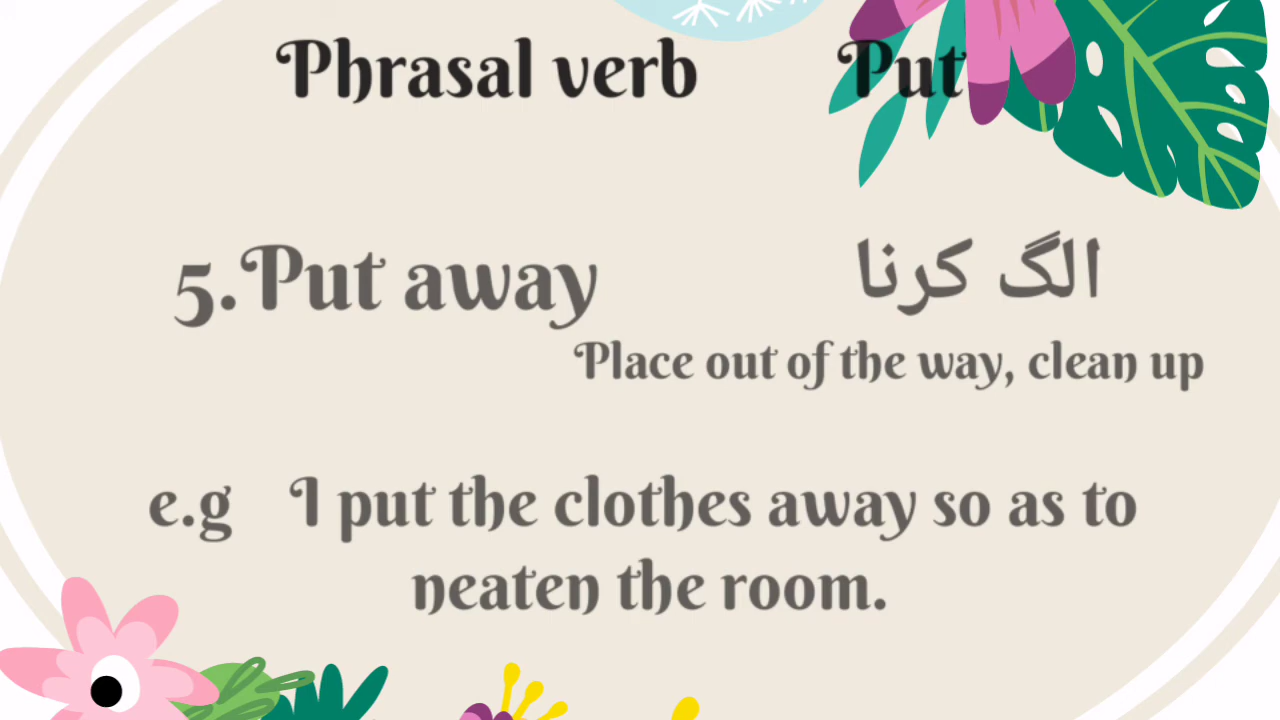 Phrasal verb Put
5.Put away الگ کرنا
Place out of the way, clean up
e.g I put the clothes away so as to
neaten the room.